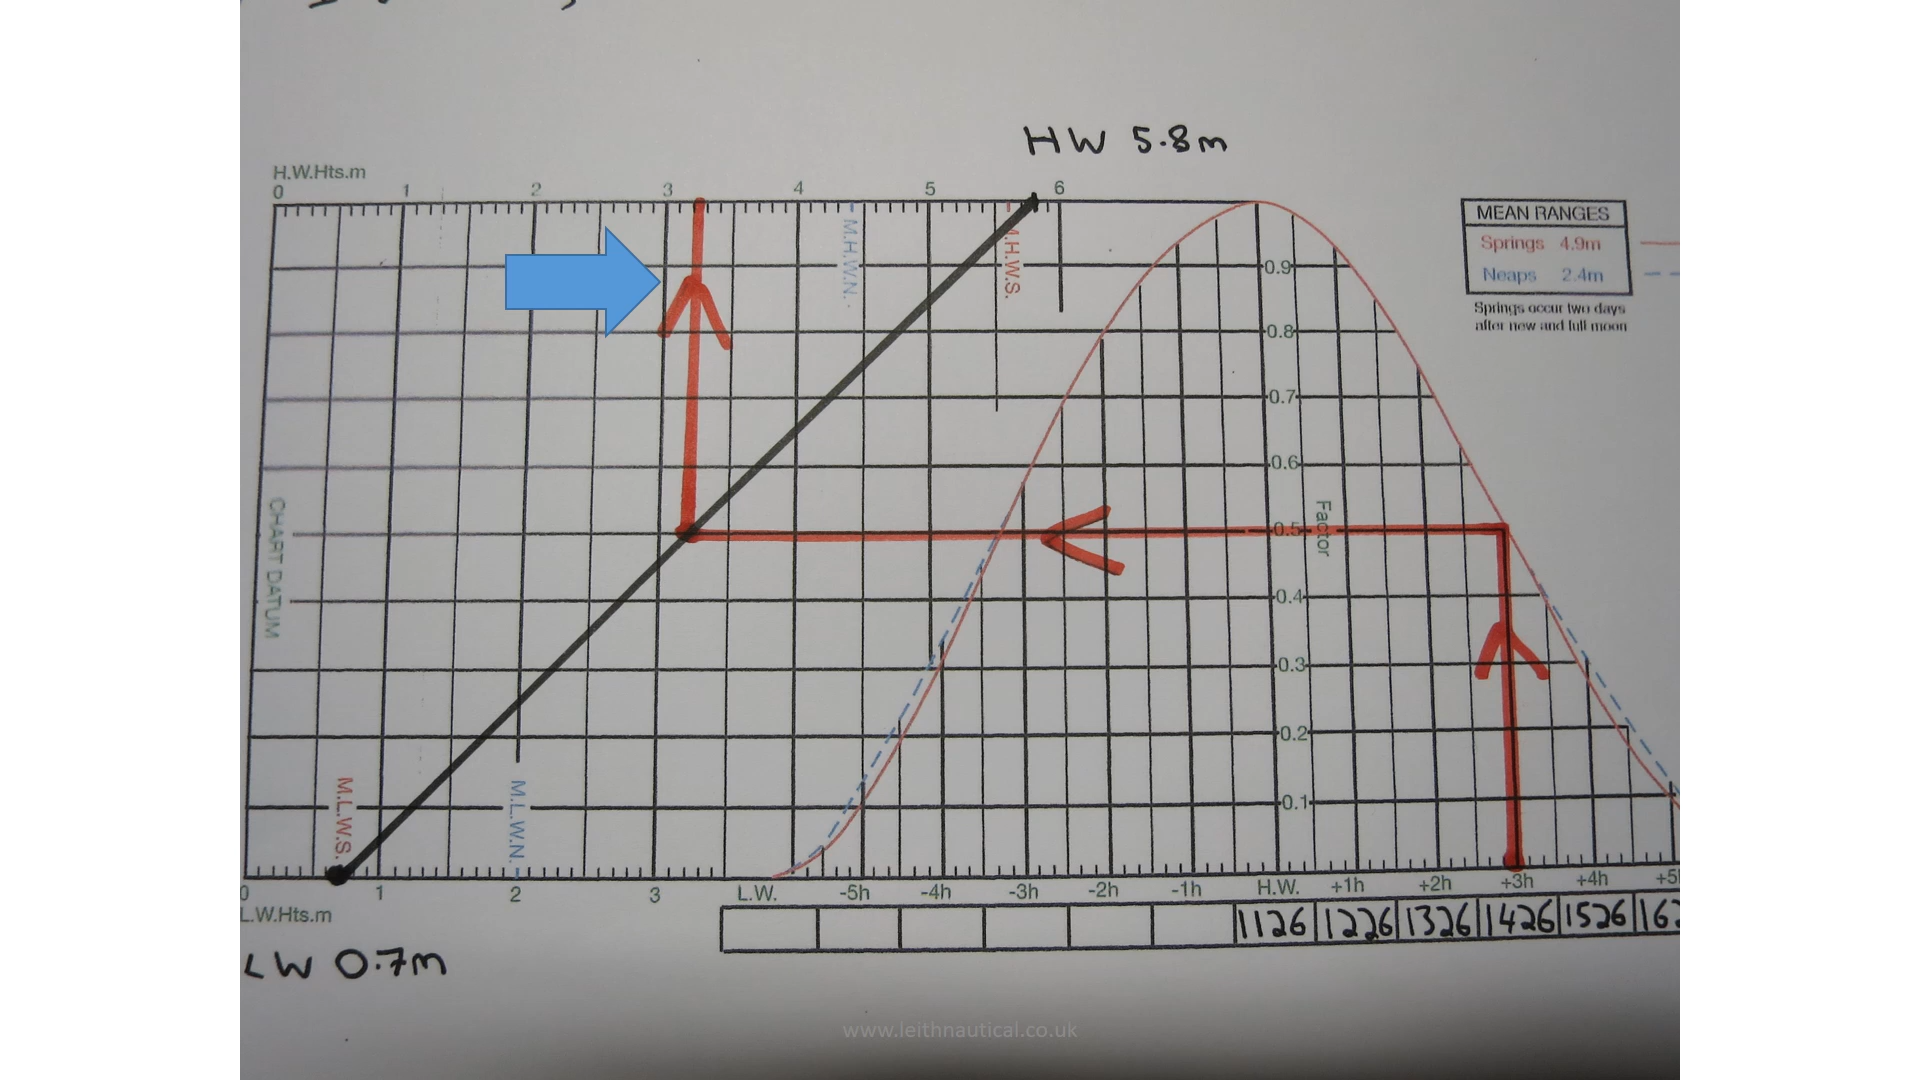 HW 5.8m
H.W.Hts.m
0 1 2 3 4 5 6
M.H.W.N.
M.H.W.S.
MEAN RANGES
Springs 4.9m
Neaps 2.4m
Springs occur two days
after new and full moon
0.9
0.8
0.7
0.6
0.5
Factor
0.4
0.3
0.2
0.1
CHART DATUM
M.L.W.S.
M.L.W.N.
0 1 2 3 L.W. -5h -4h -3h -2h -1h H.W. +1h +2h +3h +4h +5h
L.W.Hts.m
1126 1226 1326 1426 1526 162
LW 0.7m
www.leithnautical.co.uk